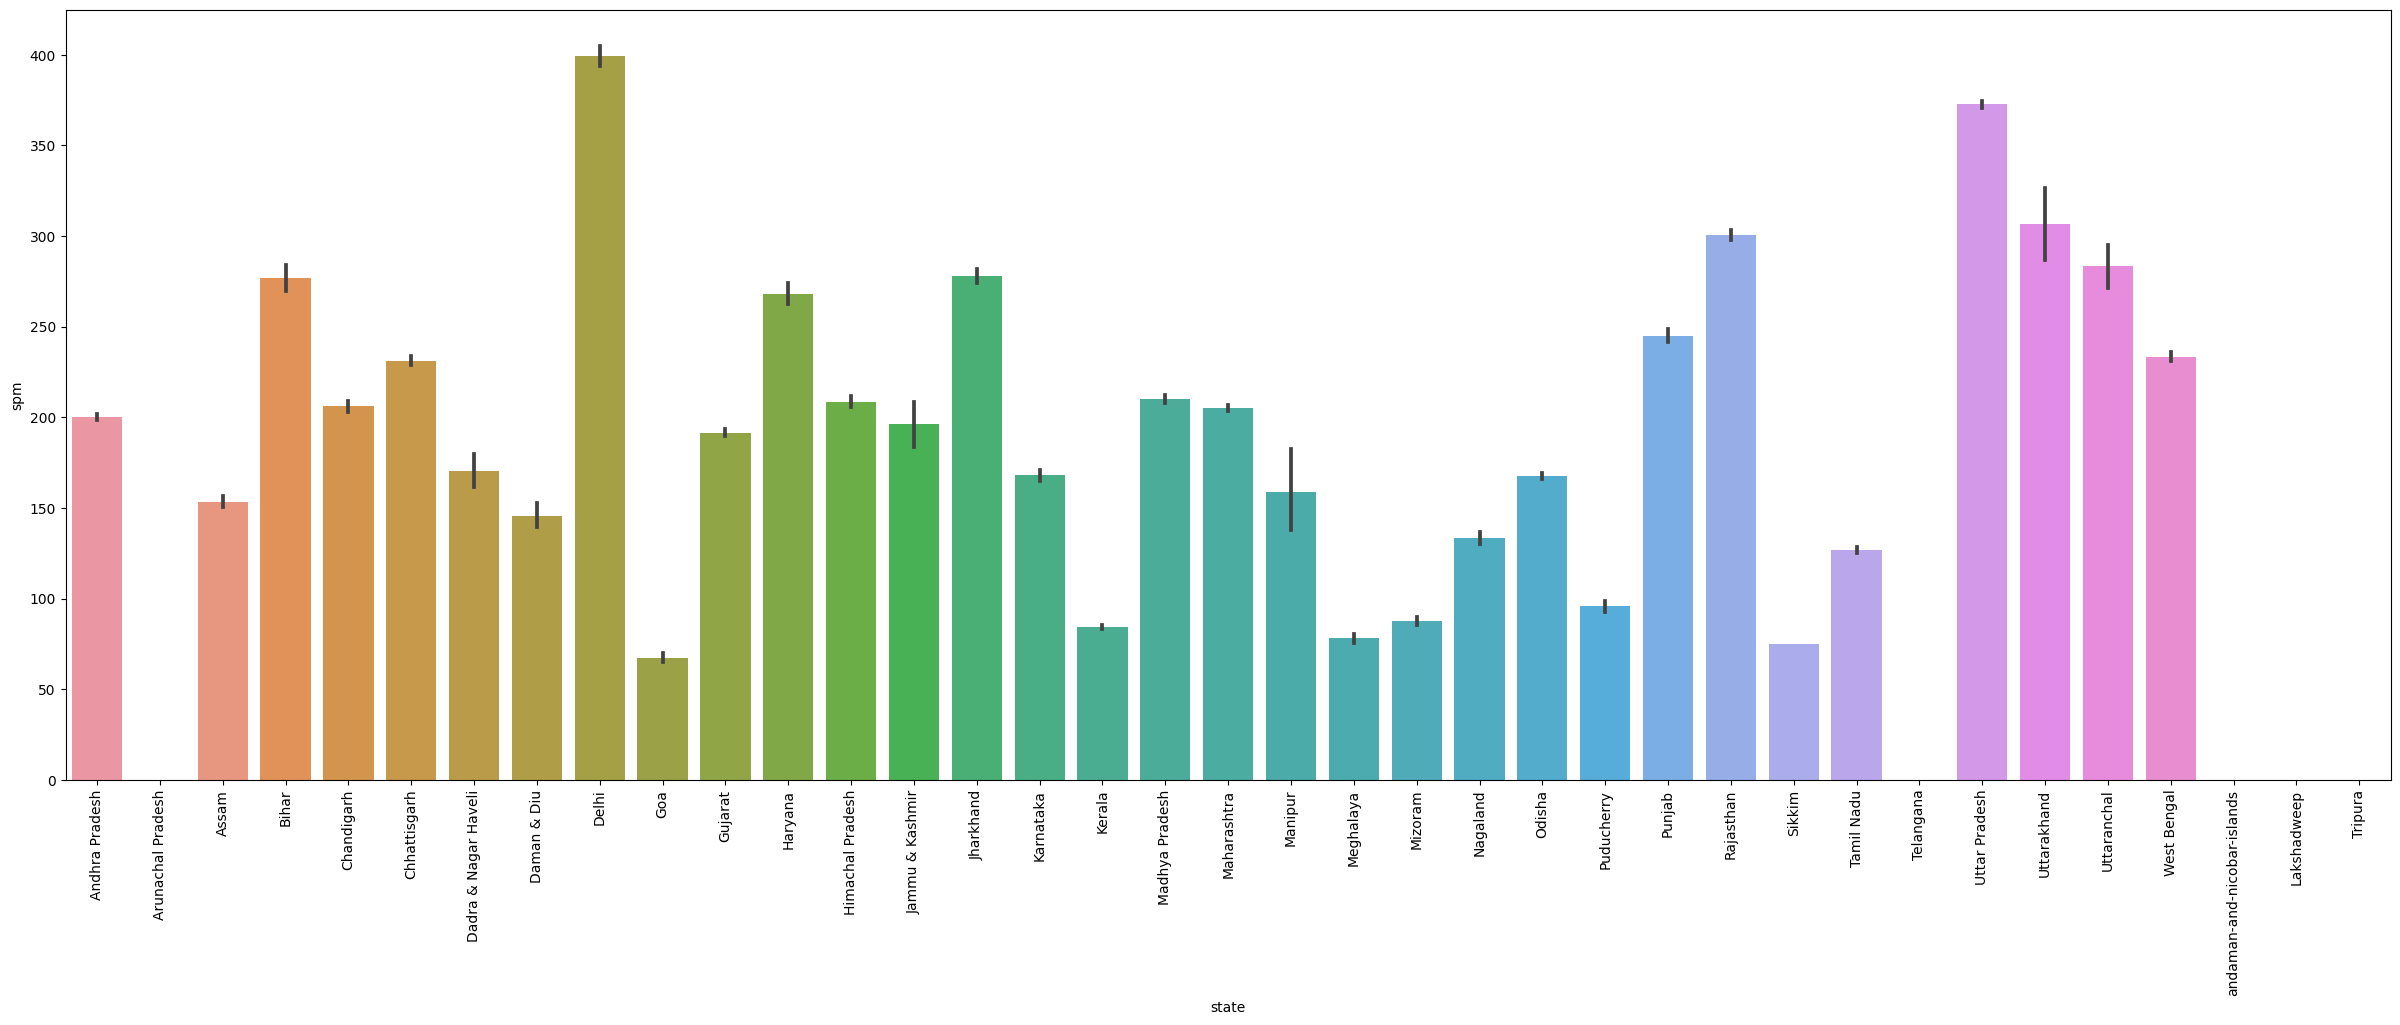 400
350
300
250
200
150
100
50
0
spm
Andhra Pradesh
Arunachal Pradesh
Assam
Bihar
Chandigarh
Chhattisgarh
Dadra & Nagar Haveli
Daman & Diu
Delhi
Goa
Gujarat
Haryana
Himachal Pradesh
Jammu & Kashmir
Jharkhand
Karnataka
Kerala
Madhya Pradesh
Maharashtra
Manipur
Meghalaya
Mizoram
Nagaland
Odisha
Puducherry
Punjab
Rajasthan
Sikkim
Tamil Nadu
Telangana
Uttar Pradesh
Uttarakhand
Uttaranchal
West Bengal
andaman-and-nicobar-islands
Lakshadweep
Tripura
state